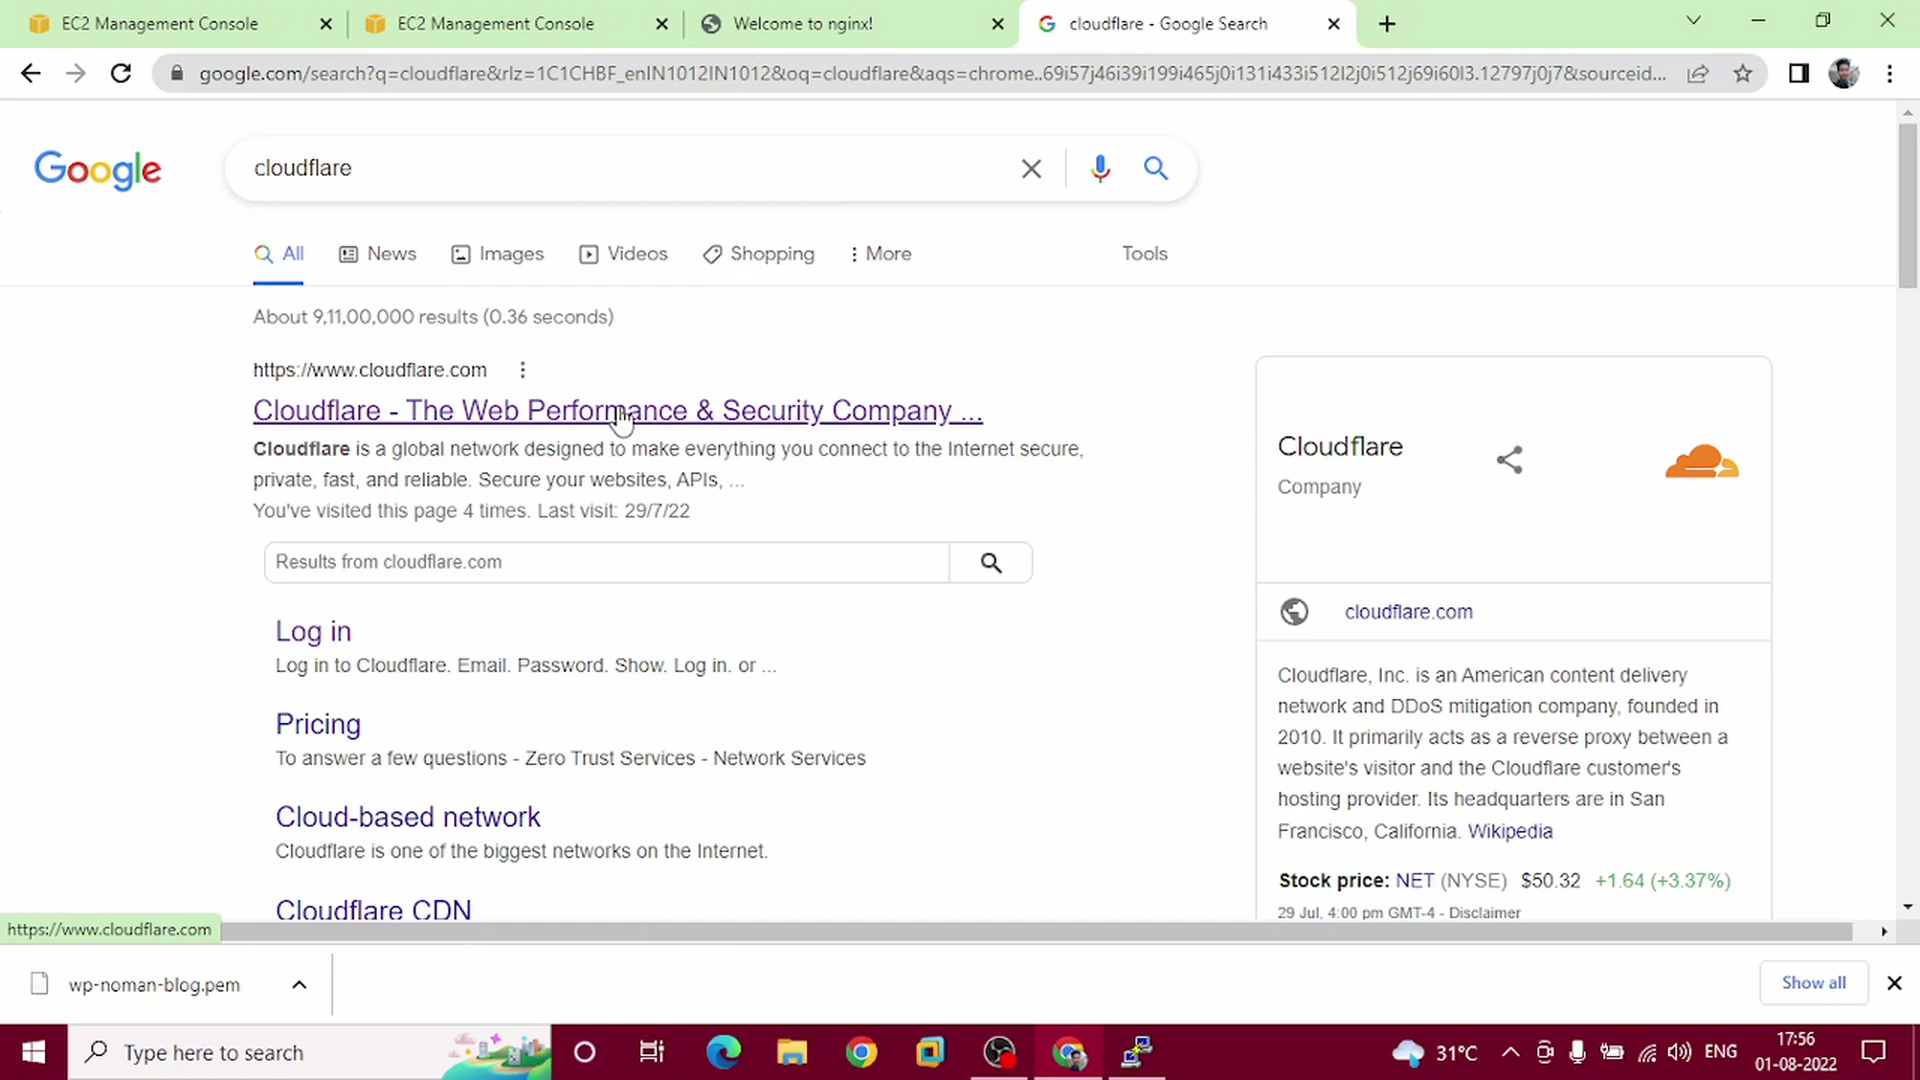 EC2 Management Console
EC2 Management Console
Welcome to nginx!
cloudflare - Google Search
google.com/search?q=cloudflare&rlz=1C1CHBF_enIN1012IN1012&oq=cloudflare&aqs=chrome..69i57j46i39i199i465j0i131i433i512l2j0i512j69i60l3.12797j0j7&sourceid...
Google
cloudflare
All
News
Images
Videos
Shopping
More
Tools
About 9,11,00,000 results (0.36 seconds)
https://www.cloudflare.com
Cloudflare - The Web Performance & Security Company ...
Cloudflare is a global network designed to make everything you connect to the Internet secure,
private, fast, and reliable. Secure your websites, APIs, ...
You've visited this page 4 times. Last visit: 29/7/22
Results from cloudflare.com
Log in
Log in to Cloudflare. Email. Password. Show. Log in. or ...
Pricing
To answer a few questions - Zero Trust Services - Network Services
Cloud-based network
Cloudflare is one of the biggest networks on the Internet.
Cloudflare CDN
Cloudflare
Company
cloudflare.com
Cloudflare, Inc. is an American content delivery
network and DDoS mitigation company, founded in
2010. It primarily acts as a reverse proxy between a
website's visitor and the Cloudflare customer's
hosting provider. Its headquarters are in San
Francisco, California. Wikipedia
Stock price: NET (NYSE) $50.32 +1.64 (+3.37%)
29 Jul, 4:00 pm GMT-4 - Disclaimer
https://www.cloudflare.com
wp-noman-blog.pem
Show all
Type here to search
31°C
ENG
17:56
01-08-2022